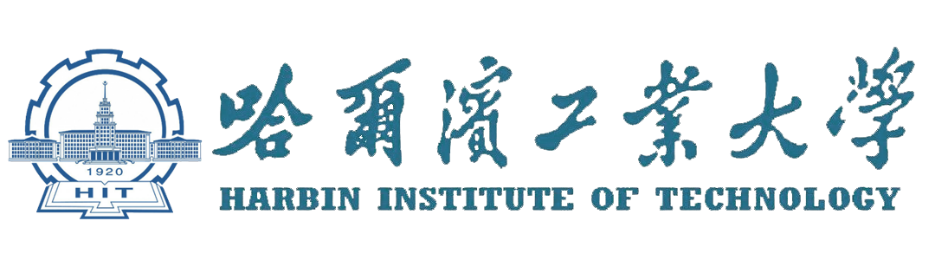 1920
HIT
哈爾濱工業大學
HARBIN INSTITUTE OF TECHNOLOGY